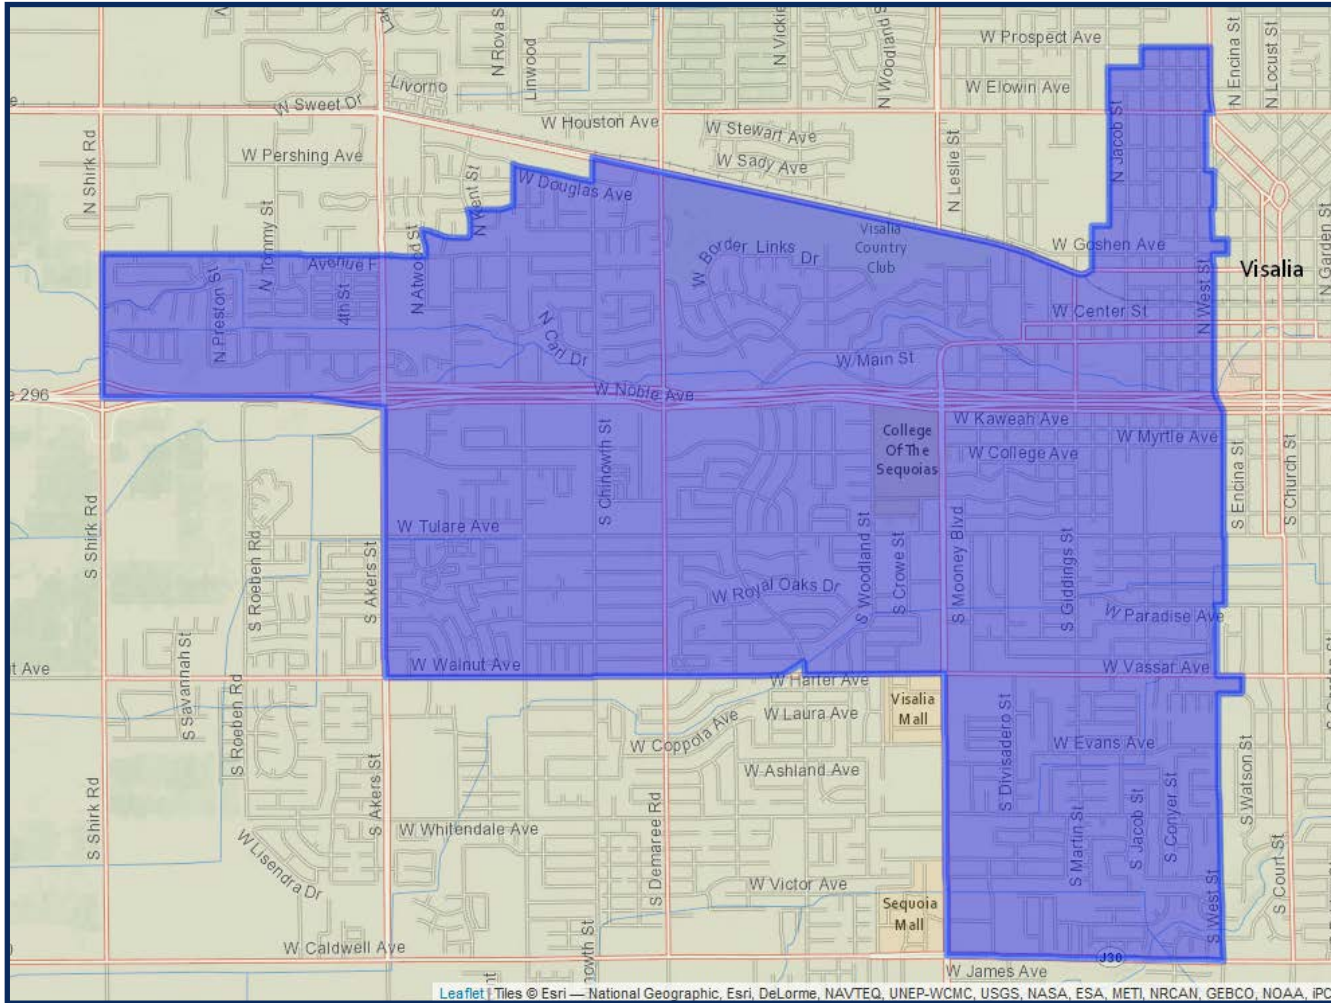 N Rova S
N Vickie
N Woodland S
W Prospect Ave
N Encina St
N Locust St
Linwood
Livorno
W Elowin Ave
W Sweet Dr
W Houston Ave
W Stewart Ave
N Shirk Rd
W Pershing Ave
W Sady Ave
N Leslie St
N Jacob St
N Kent St
W Douglas Ave
N Tommy St
N Atwood St
Avenue F
W Border Links Dr
Visalia
Country
Club
W Goshen Ave
Visalia
N Garden St
N Preston St
4th St
N Carl Dr
W Center St
N West St
W Main St
296
W Noble Ave
W Kaweah Ave
College
Of The
Sequoias
W Myrtle Ave
W College Ave
S Chinowth St
S Encina St
S Church St
S Shirk Rd
W Tulare Ave
S Roeben Rd
S Akers St
S Woodland St
S Crowe St
S Mooney Blvd
S Giddings St
W Royal Oaks Dr
W Paradise Ave
t Ave
S Savannah St
W Walnut Ave
W Vassar Ave
W Harter Ave
S Roeben Rd
Visalia
Mall
W Laura Ave
W Coppola Ave
S Divisadero St
W Evans Ave
S Watson St
W Ashland Ave
S Shirk Rd
S Akers St
W Whitendale Ave
S Demaree Rd
S Martin St
S Jacob St
S Conyer St
W Lisendra Dr
W Victor Ave
S Court St
Sequoia
Mall
S West St
W Caldwell Ave
nowth St
J30
W James Ave
Leaflet | Tiles © Esri — National Geographic, Esri, DeLorme, NAVTEQ, UNEP-WCMC, USGS, NASA, ESA, METI, NRCAN, GEBCO, NOAA, iPC